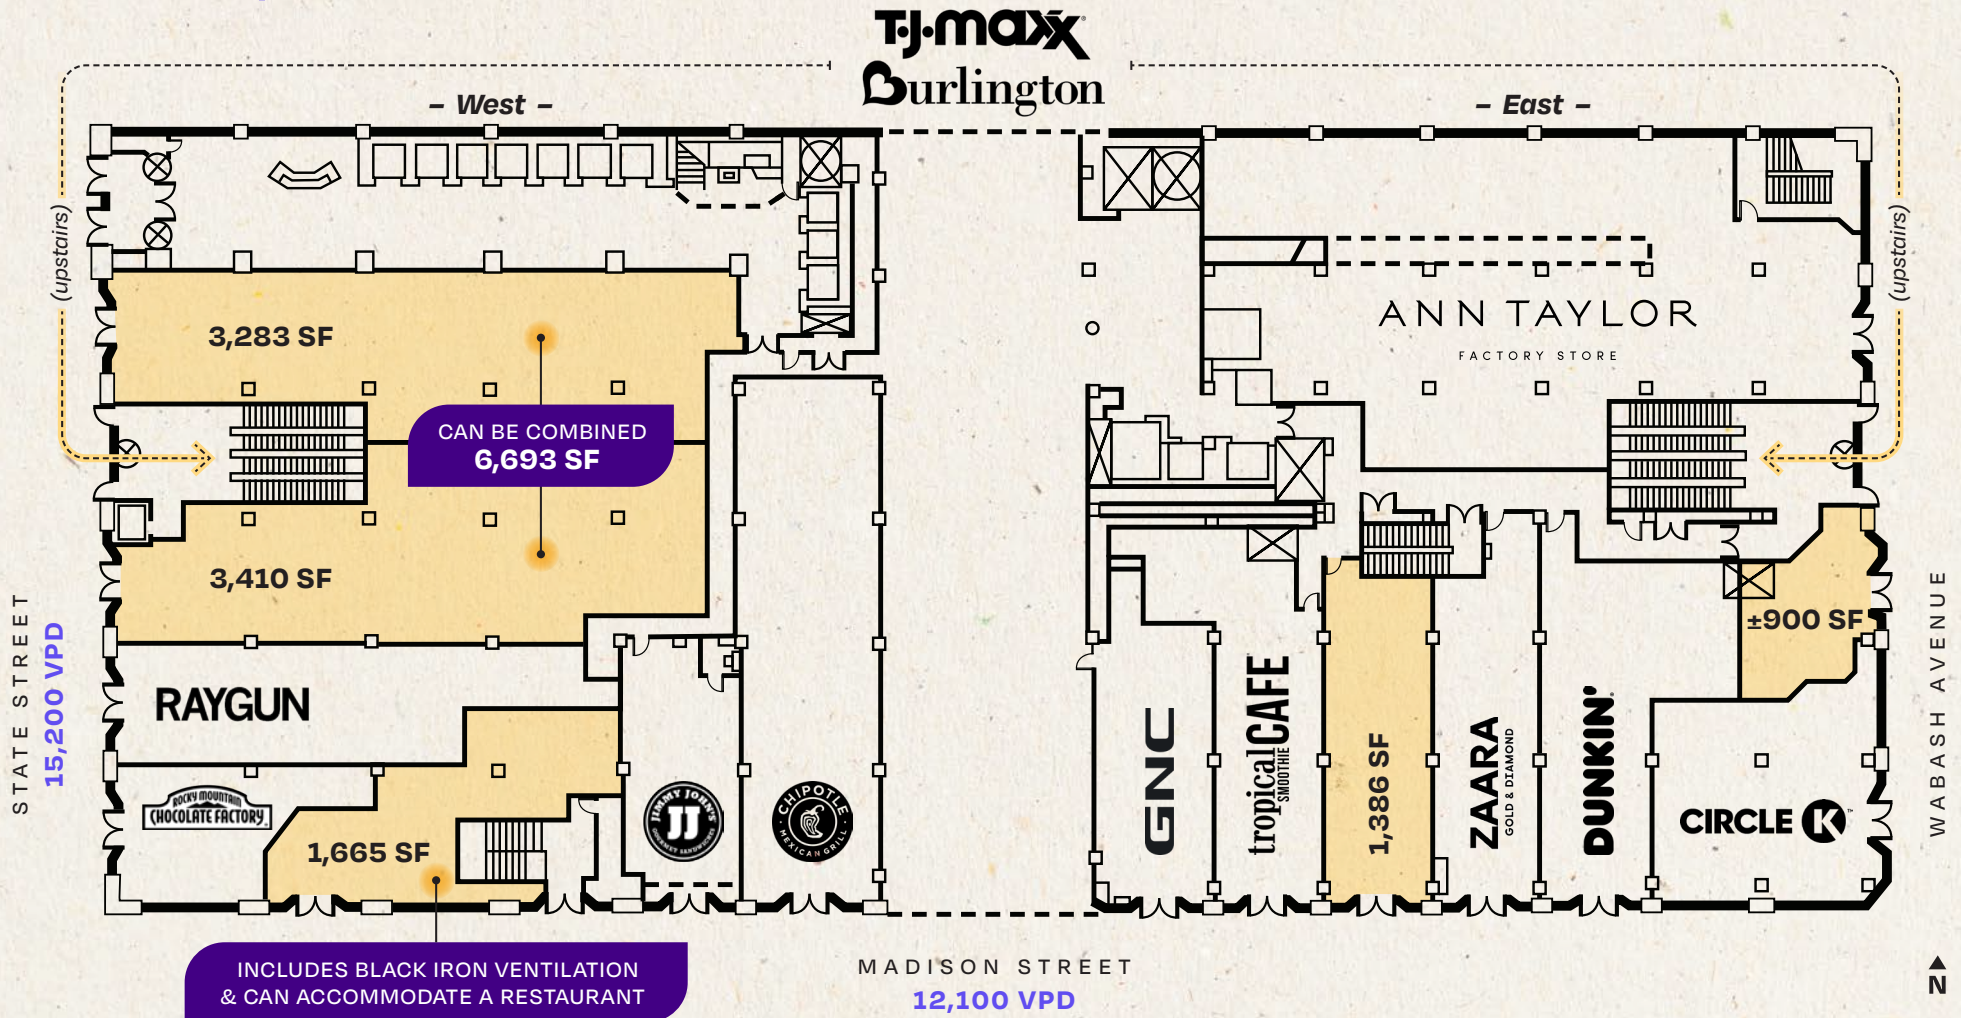 T.J.maxx
Burlington
– West –
– East –
(upstairs)
(upstairs)
3,283 SF
CAN BE COMBINED
6,693 SF
3,410 SF
ANN TAYLOR
FACTORY STORE
±900 SF
STATE STREET
15,200 VPD
WABASH AVENUE
RAYGUN
ROCKY MOUNTAIN
CHOCOLATE FACTORY
1,665 SF
JIMMY JOHN'S
JJ
GOURMET SANDWICHES
CHIPOTLE
MEXICAN GRILL
GNC
tropical
SMOOTHIE
CAFE
1,386 SF
ZAARA
GOLD & DIAMOND
DUNKIN'
CIRCLE K
INCLUDES BLACK IRON VENTILATION
& CAN ACCOMMODATE A RESTAURANT
MADISON STREET
12,100 VPD
N